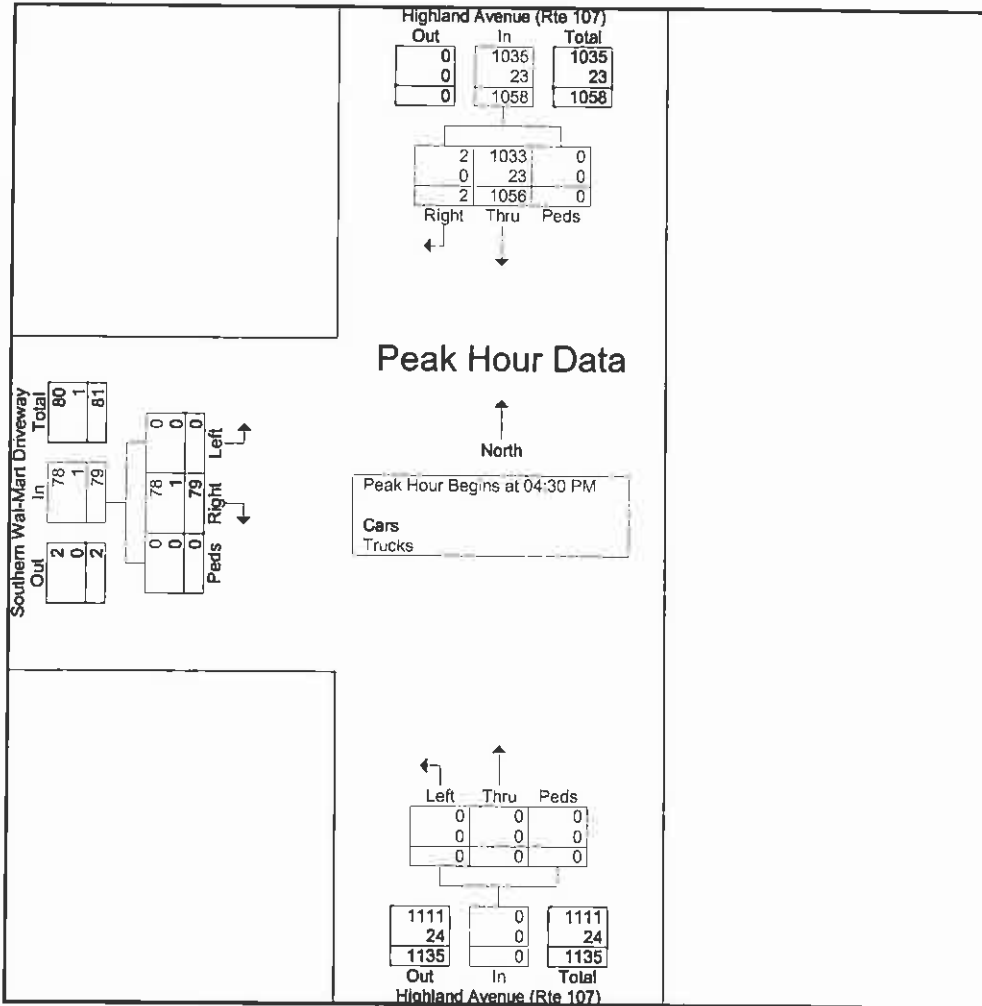 Highland Avenue (Rte 107)
Out In Total
0 1035 1035
0 23 23
0 1058 1058
2 1033 0
0 23 0
2 1056 0
Right Thru Peds
Peak Hour Data
North
Peak Hour Begins at 04:30 PM
Cars
Trucks
Southern Wal-Mart Driveway
Out In Total
2 78 80
0 1 1
2 79 81
0 78 0
0 1 0
0 79 0
Peds Right Left
Left Thru Peds
0 0 0
0 0 0
0 0 0
1111 0 1111
24 0 24
1135 0 1135
Out In Total
Highland Avenue (Rte 107)